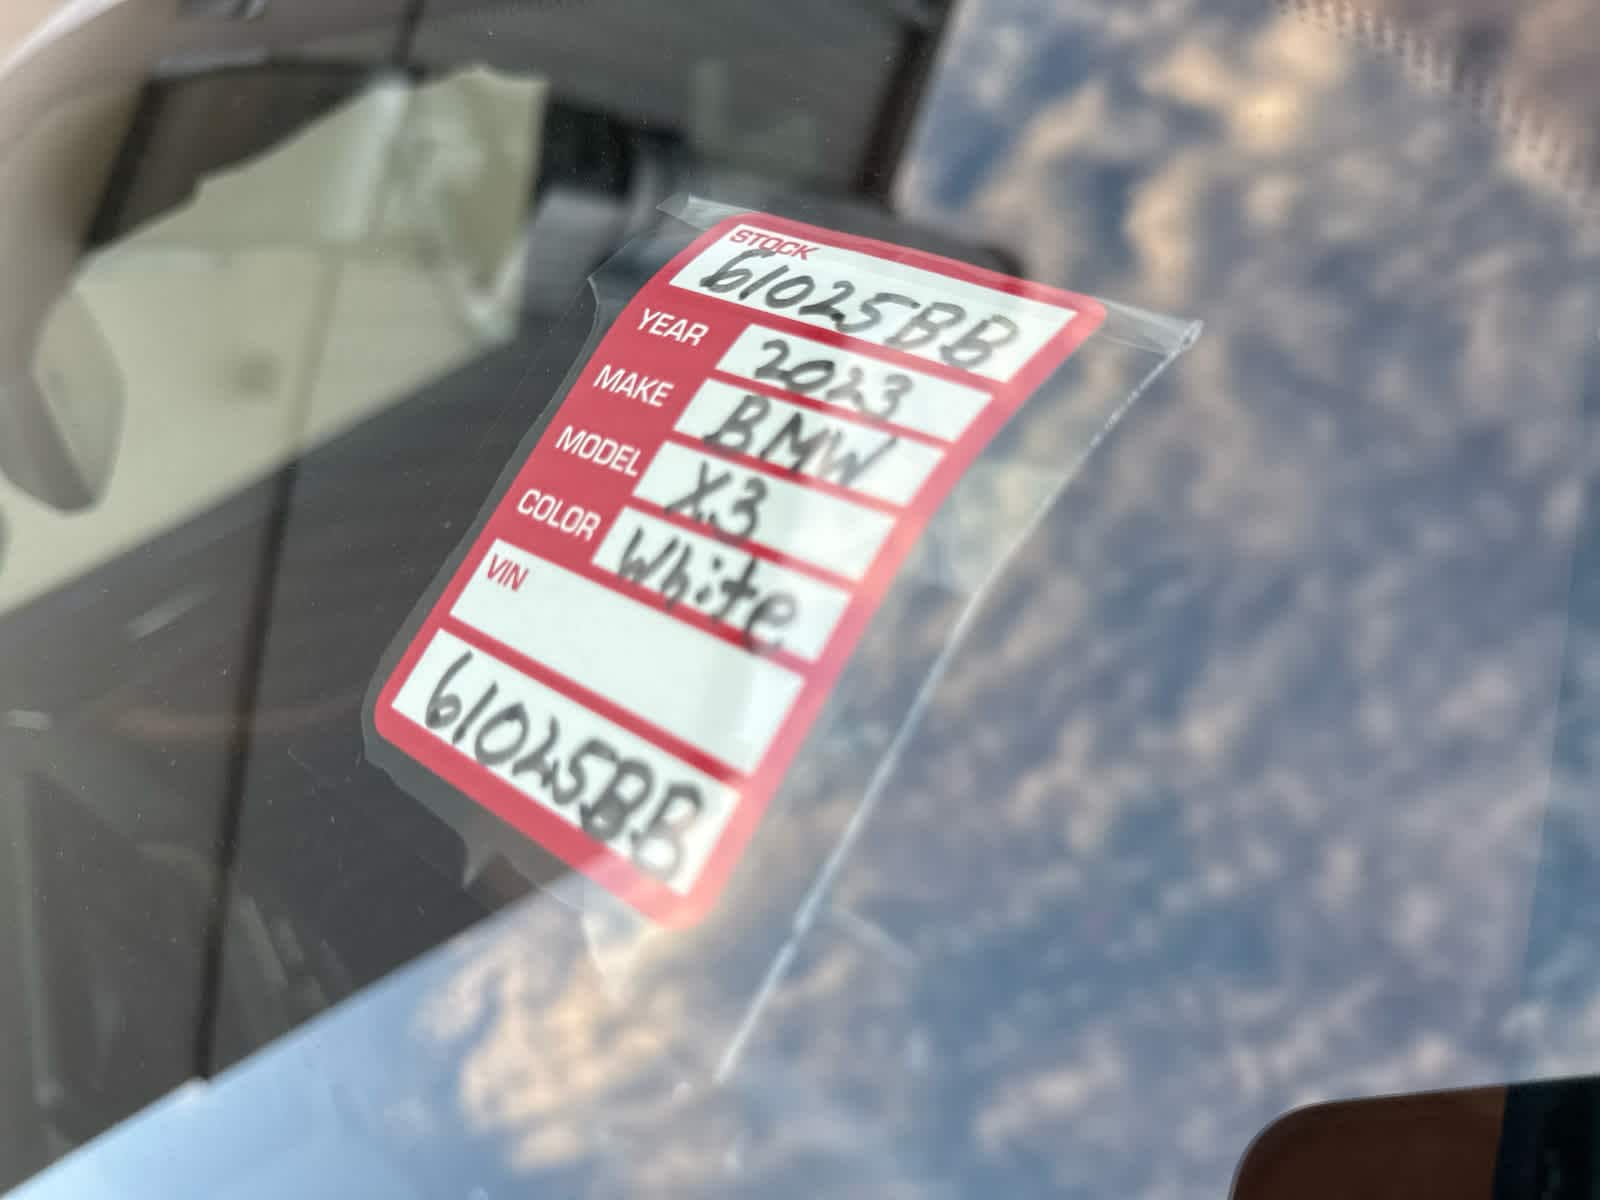 STOCK
61025BB
YEAR 2023
MAKE BMW
MODEL X3
COLOR White
VIN
61025BB